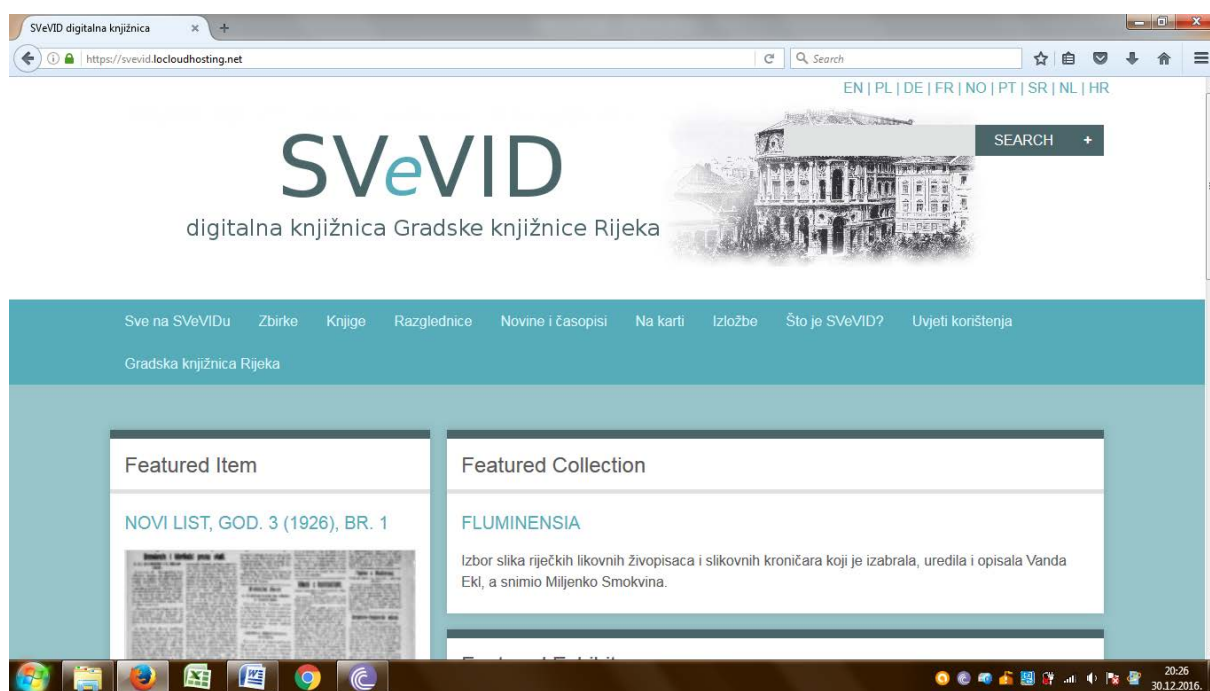 SVeVID digitalna knjižnica
https://svevid.locloudhosting.net
Search
EN | PL | DE | FR | NO | PT | SR | NL | HR
SEARCH +
SVeVID
digitalna knjižnica Gradske knjižnice Rijeka
Sve na SVeVIDu Zbirke Knjige Razglednice Novine i časopisi Na karti Izložbe Što je SVeVID? Uvjeti korištenja
Gradska knjižnica Rijeka
Featured Item
NOVI LIST, GOD. 3 (1926), BR. 1
Featured Collection
FLUMINENSIA
Izbor slika riječkih likovnih živopisaca i slikovnih kroničara koji je izabrala, uredila i opisala Vanda
Ekl, a snimio Miljenko Smokvina.
20:26
30.12.2016.